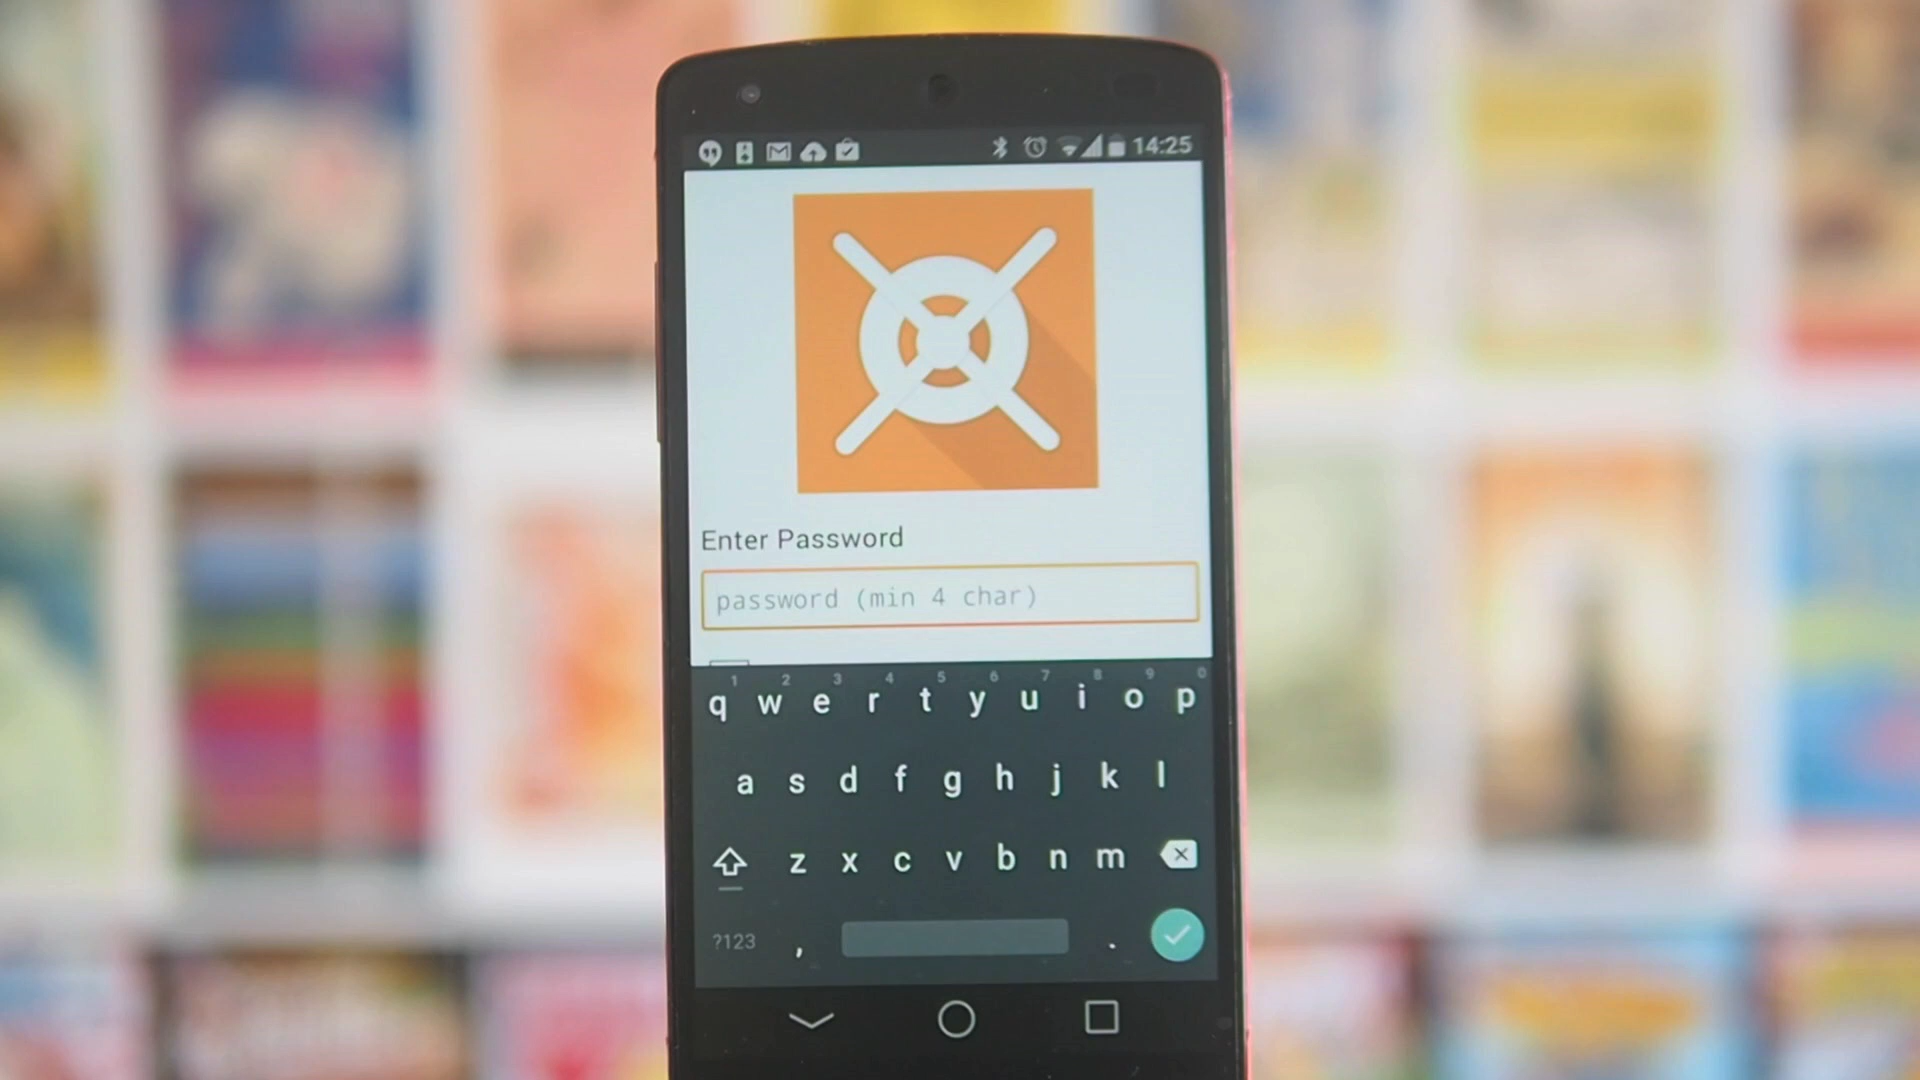 14:25
Enter Password
password (min 4 char)
1 2 3 4 5 6 7 8 9 0
q w e r t y u i o p
a s d f g h j k l
z x c v b n m
?123 , .